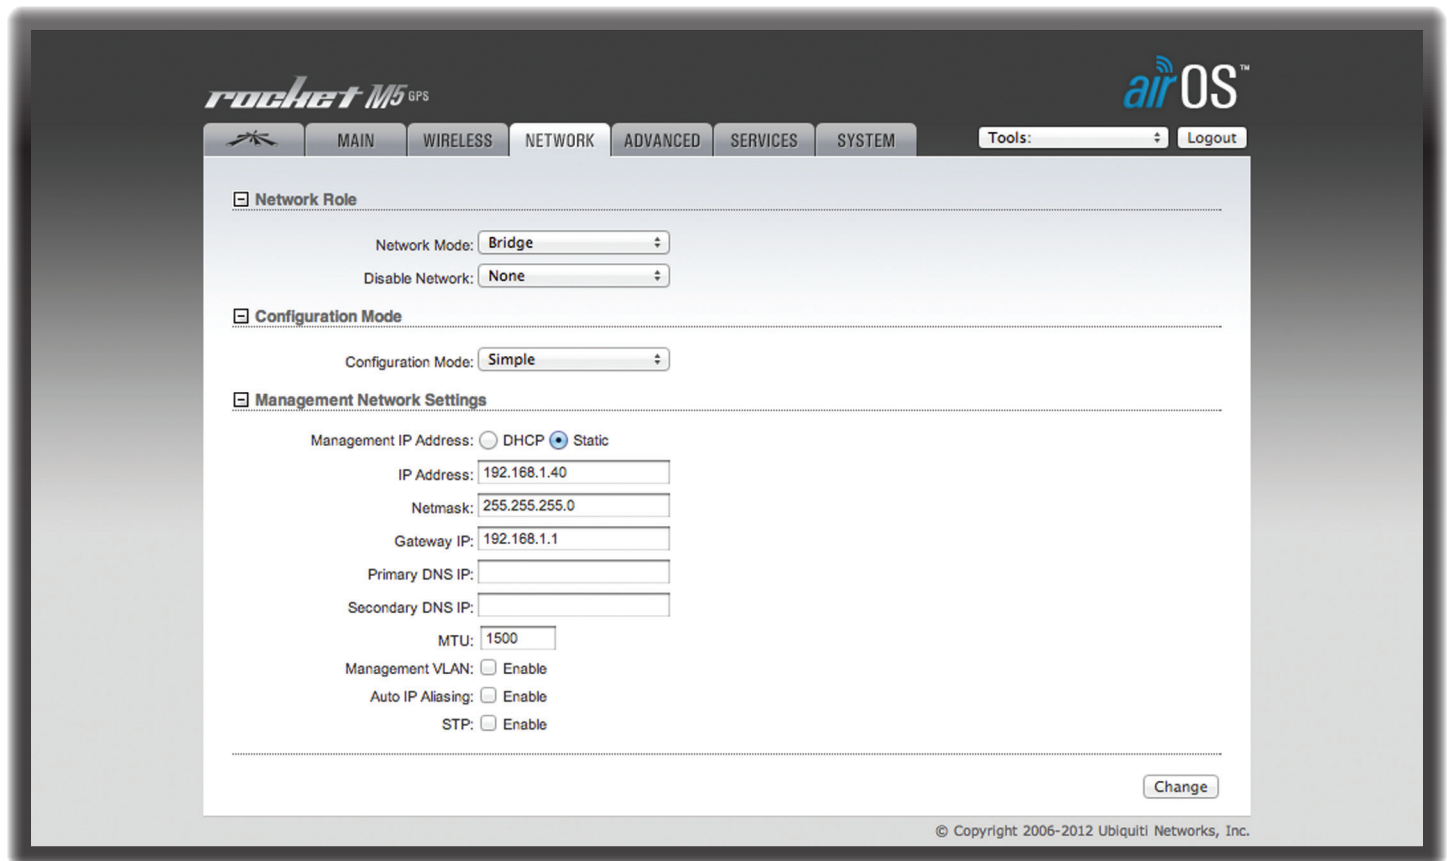 rocket M5 GPS
airOS™
MAIN WIRELESS NETWORK ADVANCED SERVICES SYSTEM Tools: Logout
Network Role
Network Mode: Bridge
Disable Network: None
Configuration Mode
Configuration Mode: Simple
Management Network Settings
Management IP Address: DHCP Static
IP Address: 192.168.1.40
Netmask: 255.255.255.0
Gateway IP: 192.168.1.1
Primary DNS IP:
Secondary DNS IP:
MTU: 1500
Management VLAN: Enable
Auto IP Aliasing: Enable
STP: Enable
Change
© Copyright 2006-2012 Ubiquiti Networks, Inc.